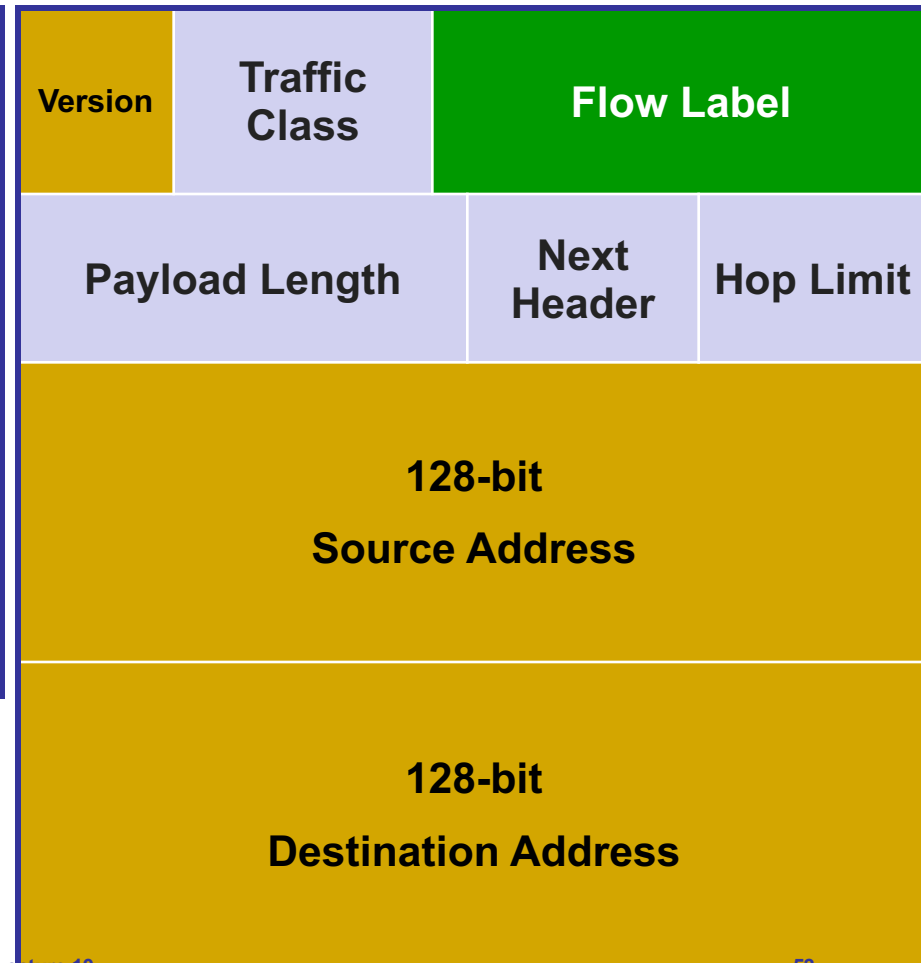 Version
Traffic
Class
Flow Label
Payload Length
Next
Header
Hop Limit
128-bit
Source Address
128-bit
Destination Address